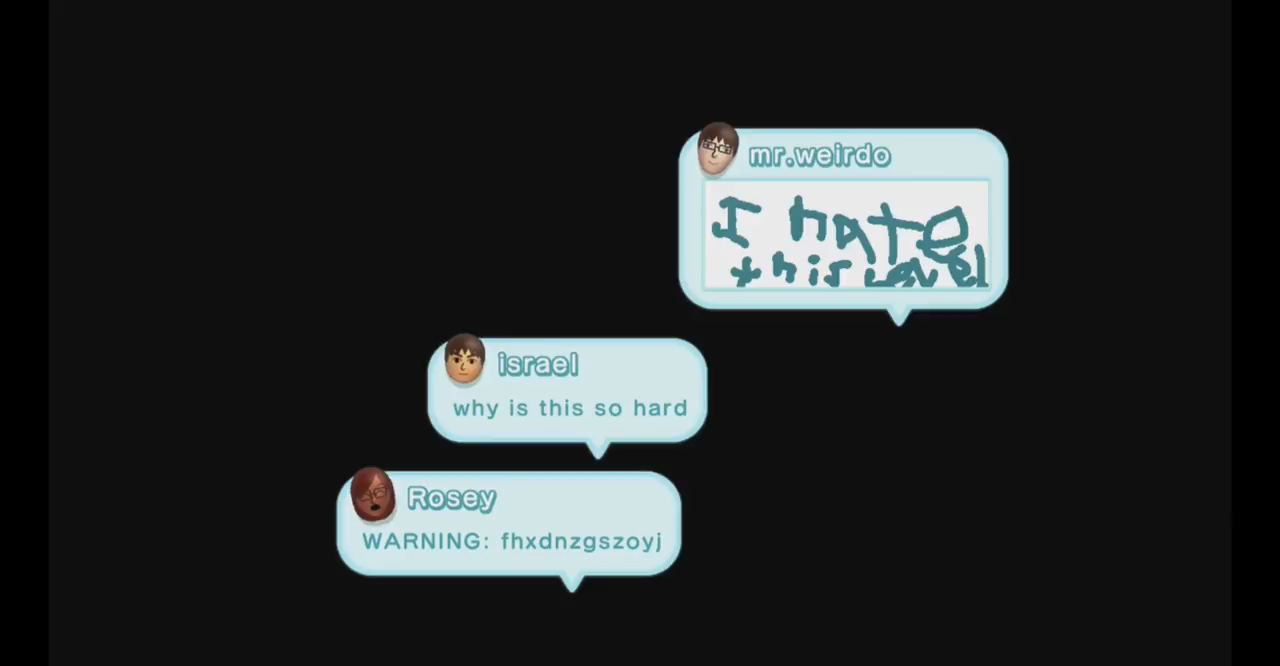 mr.weirdo
I hate
this level
israel
why is this so hard
Rosey
WARNING: fhxdnzgszoyj